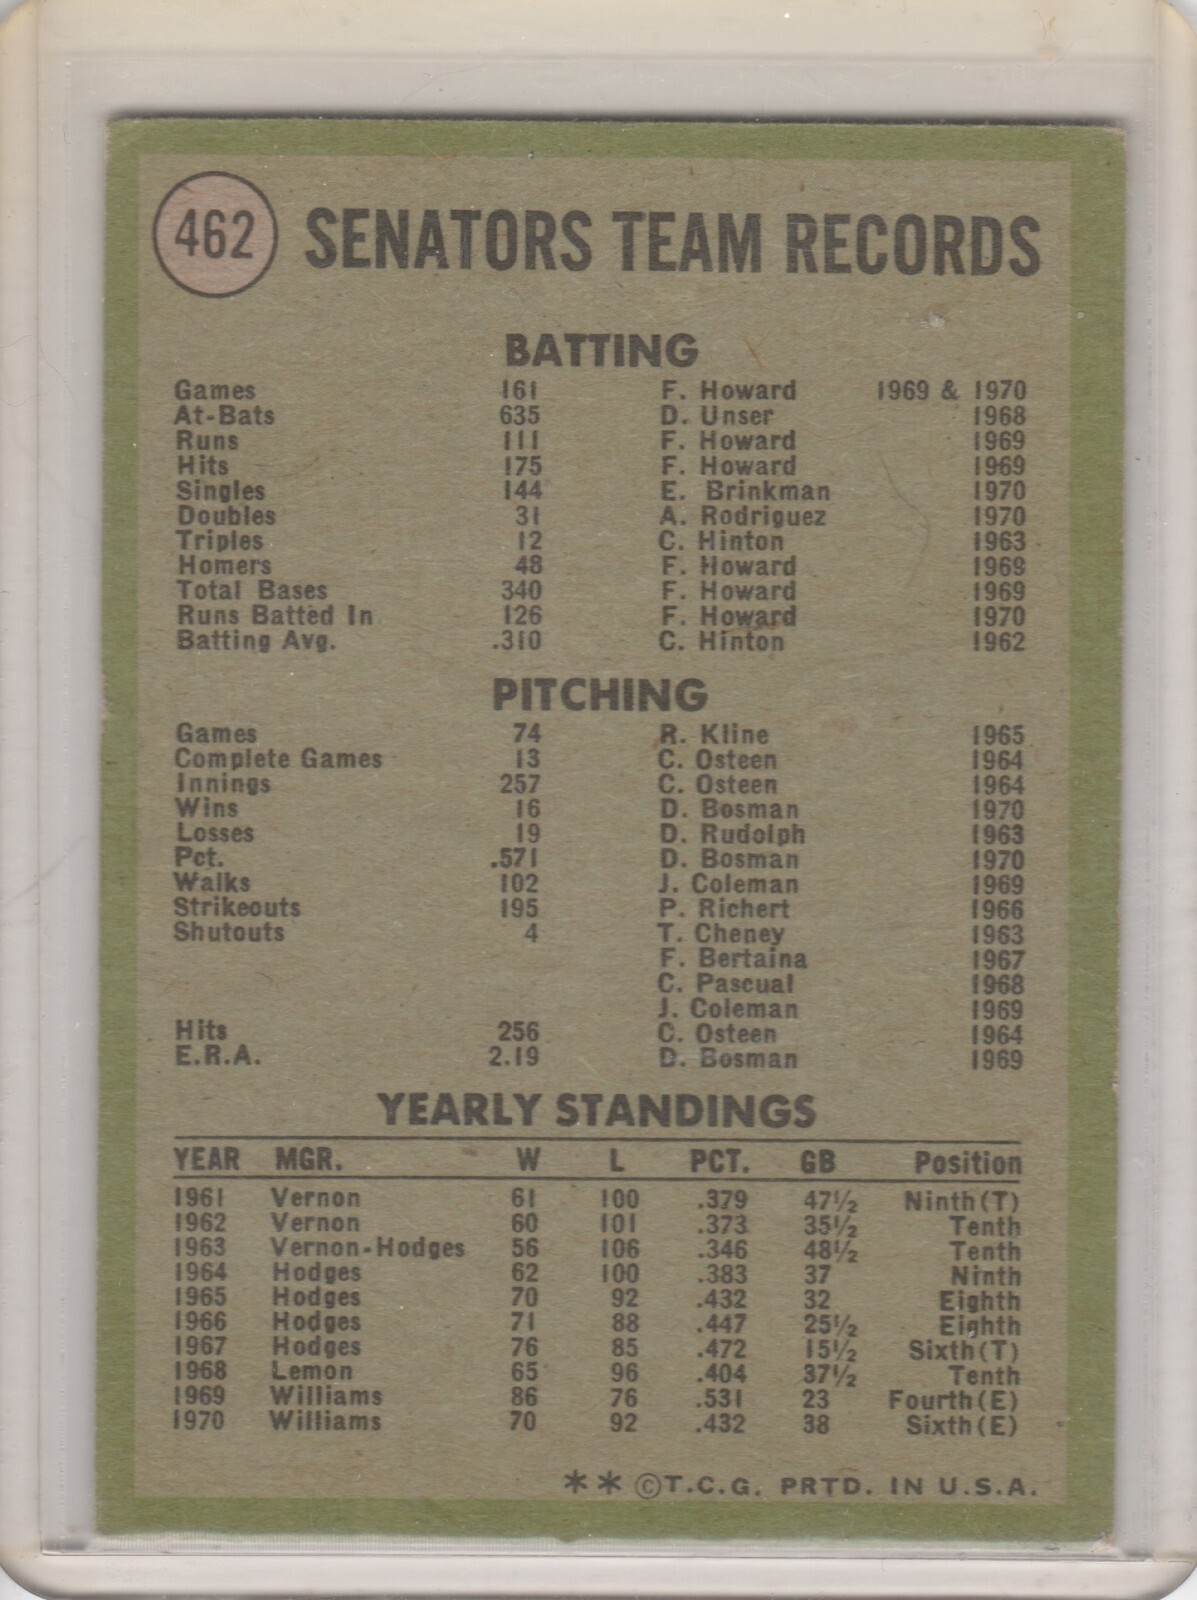 462 SENATORS TEAM RECORDS
BATTING
Games 161 F. Howard 1969 & 1970
At-Bats 635 D. Unser 1968
Runs 111 F. Howard 1969
Hits 175 F. Howard 1969
Singles 144 E. Brinkman 1970
Doubles 31 A. Rodriguez 1970
Triples 12 C. Hinton 1963
Homers 48 F. Howard 1969
Total Bases 340 F. Howard 1969
Runs Batted In 126 F. Howard 1970
Batting Avg. .310 C. Hinton 1962
PITCHING
Games 74 R. Kline 1965
Complete Games 13 C. Osteen 1964
Innings 257 C. Osteen 1964
Wins 16 D. Bosman 1970
Losses 19 D. Rudolph 1963
Pct. .571 D. Bosman 1970
Walks 102 J. Coleman 1969
Strikeouts 195 P. Richert 1966
Shutouts 4 T. Cheney 1963
F. Bertaina 1967
C. Pascual 1968
J. Coleman 1969
Hits 256 C. Osteen 1964
E.R.A. 2.19 D. Bosman 1969
YEARLY STANDINGS
YEAR MGR. W L PCT. GB Position
1961 Vernon 61 100 .379 47½ Ninth(T)
1962 Vernon 60 101 .373 35½ Tenth
1963 Vernon-Hodges 56 106 .346 48½ Tenth
1964 Hodges 62 100 .383 37 Ninth
1965 Hodges 70 92 .432 32 Eighth
1966 Hodges 71 88 .447 25½ Eighth
1967 Hodges 76 85 .472 15½ Sixth(T)
1968 Lemon 65 96 .404 37½ Tenth
1969 Williams 86 76 .531 23 Fourth(E)
1970 Williams 70 92 .432 38 Sixth(E)
** ©T.C.G. PRTD. IN U.S.A.